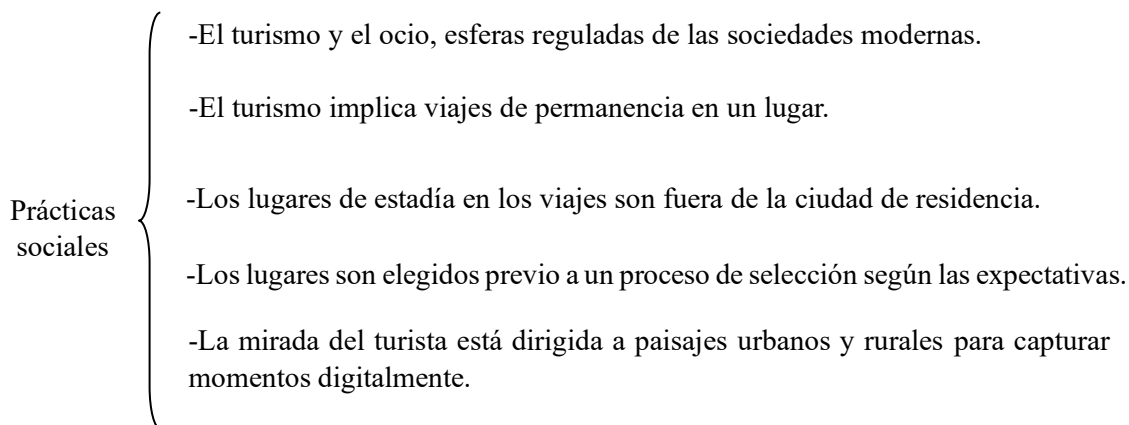 -El turismo y el ocio, esferas reguladas de las sociedades modernas.
-El turismo implica viajes de permanencia en un lugar.
Prácticas
sociales
-Los lugares de estadía en los viajes son fuera de la ciudad de residencia.
-Los lugares son elegidos previo a un proceso de selección según las expectativas.
-La mirada del turista está dirigida a paisajes urbanos y rurales para capturar
momentos digitalmente.